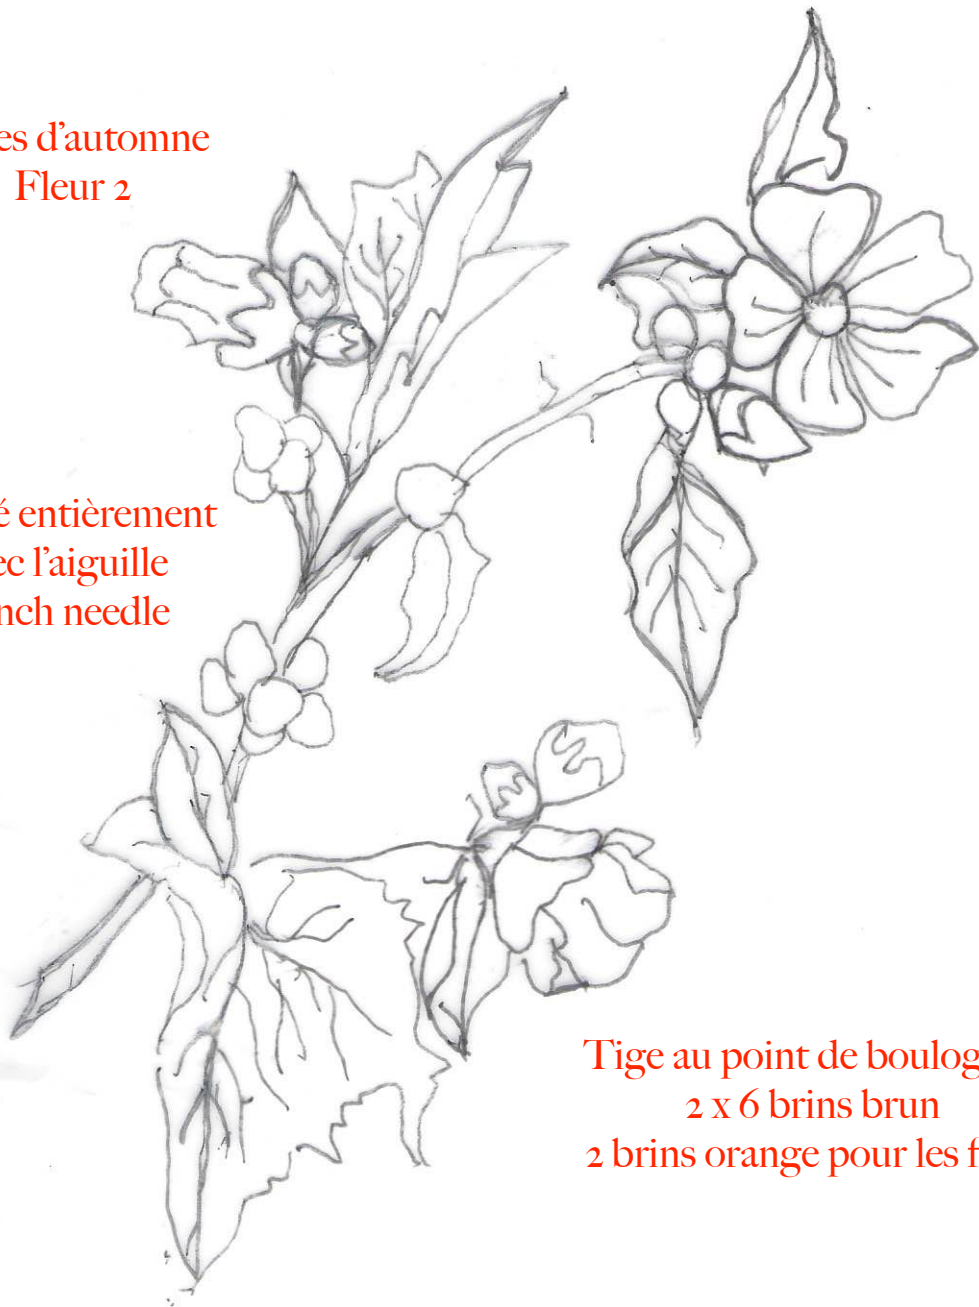 es d'automne
Fleur 2
é entièrement
ec l'aiguille
nch needle
Tige au point de boulog
2 x 6 brins brun
2 brins orange pour les f